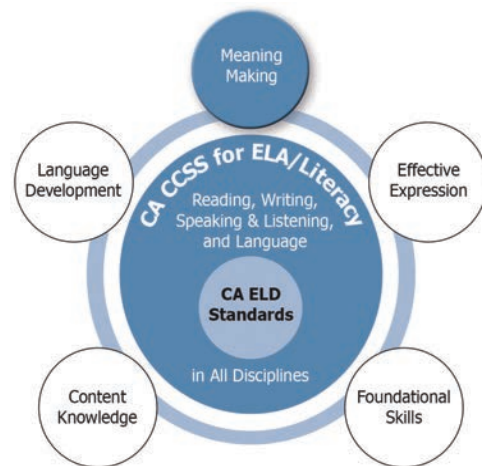 Meaning
Making
Language
Development
Effective
Expression
CA CCSS for ELA/Literacy
Reading, Writing,
Speaking & Listening,
and Language
CA ELD
Standards
in All Disciplines
Content
Knowledge
Foundational
Skills